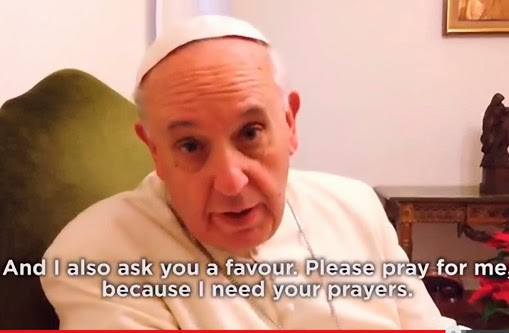 And I also ask you a favour. Please pray for me,
because I need your prayers.